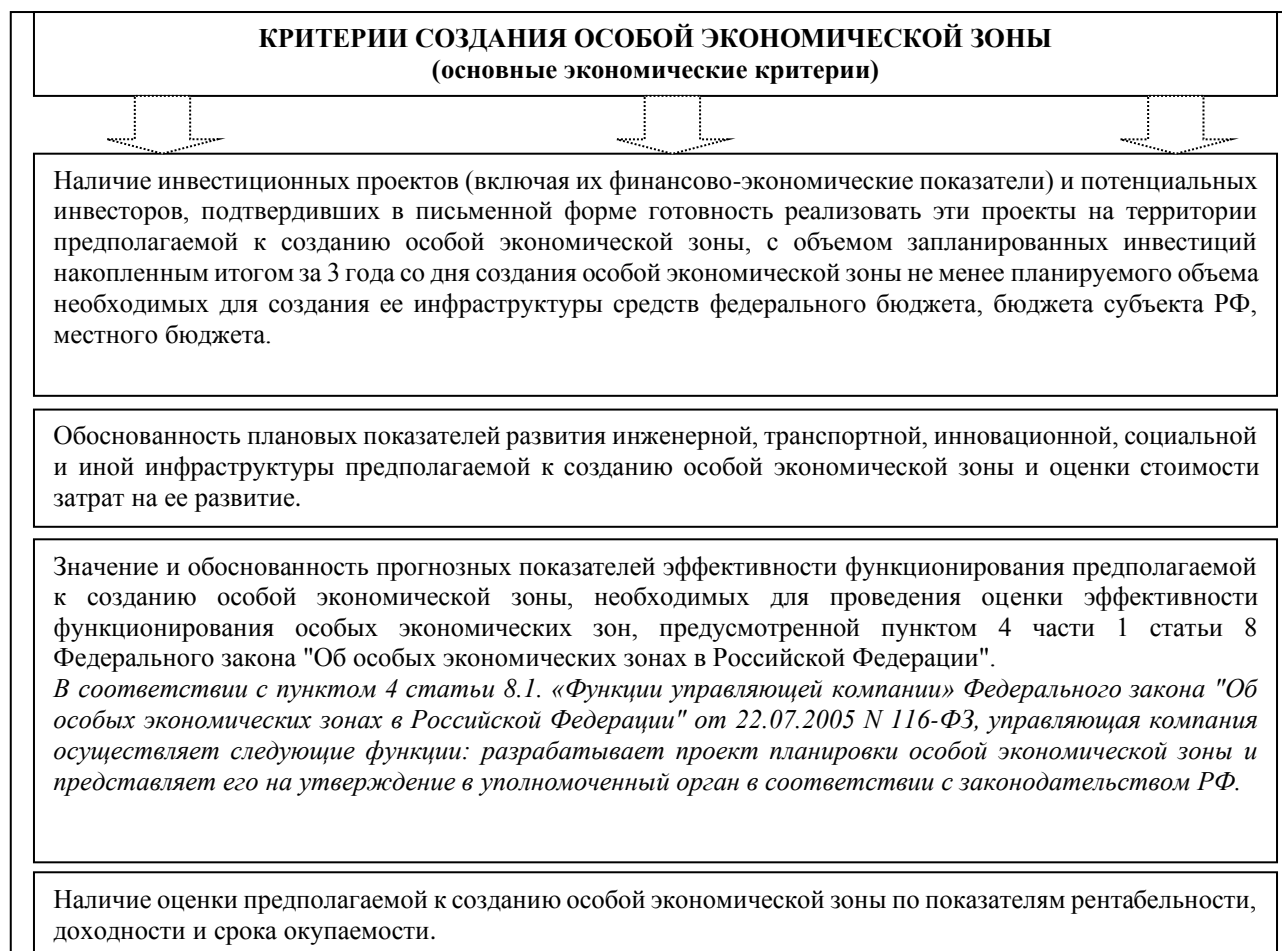 КРИТЕРИИ СОЗДАНИЯ ОСОБОЙ ЭКОНОМИЧЕСКОЙ ЗОНЫ
(основные экономические критерии)
Наличие инвестиционных проектов (включая их финансово-экономические показатели) и потенциальных
инвесторов, подтвердивших в письменной форме готовность реализовать эти проекты на территории
предполагаемой к созданию особой экономической зоны, с объемом запланированных инвестиций
накопленным итогом за 3 года со дня создания особой экономической зоны не менее планируемого объема
необходимых для создания ее инфраструктуры средств федерального бюджета, бюджета субъекта РФ,
местного бюджета.
Обоснованность плановых показателей развития инженерной, транспортной, инновационной, социальной
и иной инфраструктуры предполагаемой к созданию особой экономической зоны и оценки стоимости
затрат на ее развитие.
Значение и обоснованность прогнозных показателей эффективности функционирования предполагаемой
к созданию особой экономической зоны, необходимых для проведения оценки эффективности
функционирования особых экономических зон, предусмотренной пунктом 4 части 1 статьи 8
Федерального закона "Об особых экономических зонах в Российской Федерации".
В соответствии с пунктом 4 статьи 8.1. «Функции управляющей компании» Федерального закона "Об
особых экономических зонах в Российской Федерации" от 22.07.2005 N 116-ФЗ, управляющая компания
осуществляет следующие функции: разрабатывает проект планировки особой экономической зоны и
представляет его на утверждение в уполномоченный орган в соответствии с законодательством РФ.
Наличие оценки предполагаемой к созданию особой экономической зоны по показателям рентабельности,
доходности и срока окупаемости.